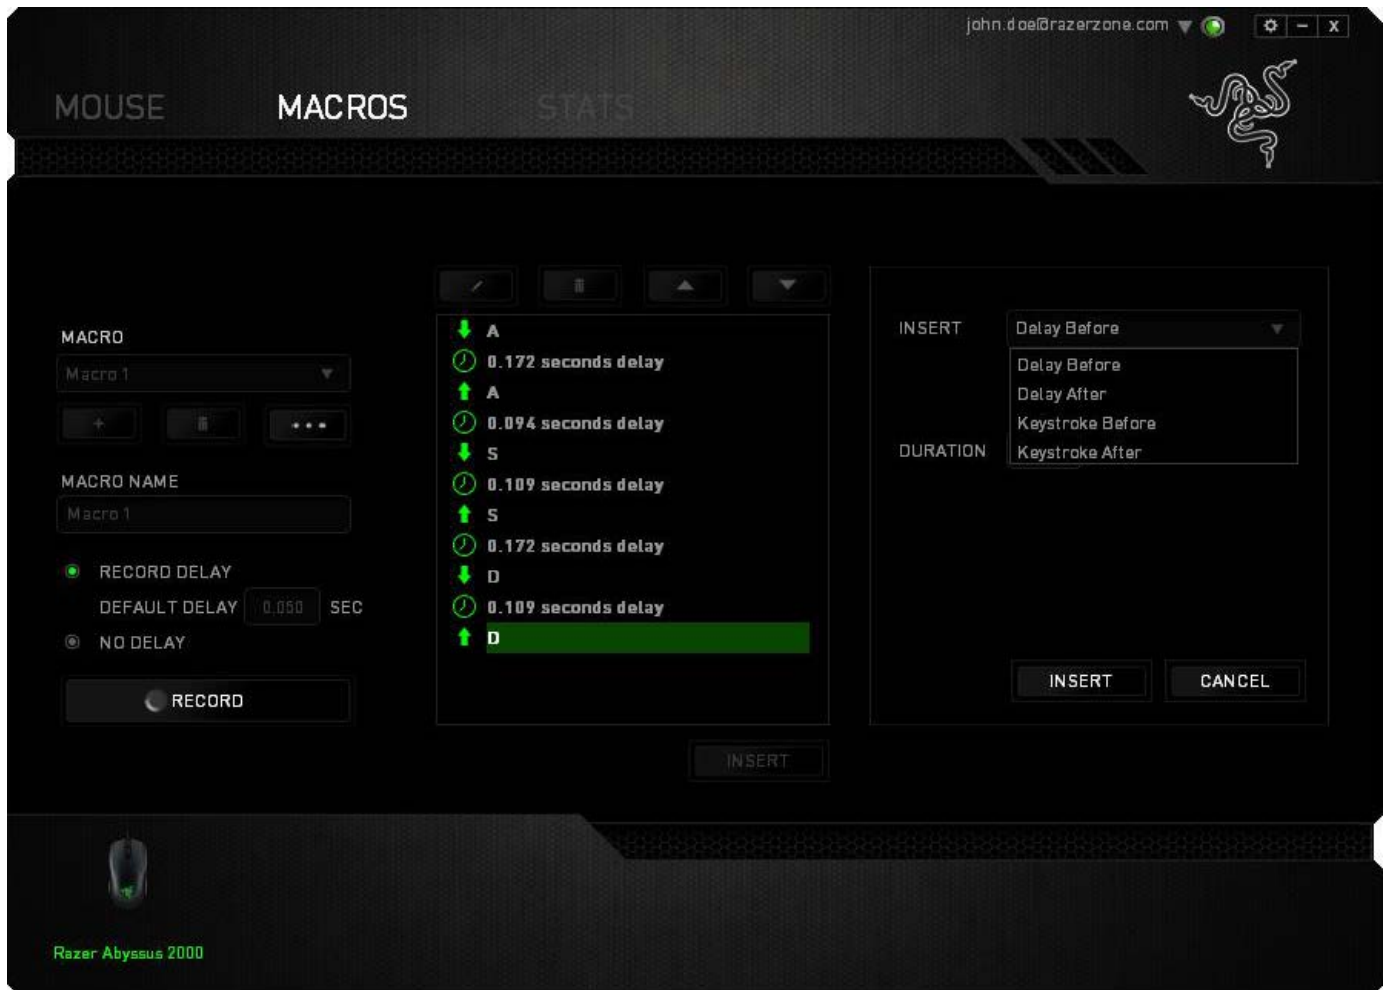 john.doe@razerzone.com
X
MOUSE MACROS STATS
MACRO
Macro 1
MACRO NAME
Macro 1
RECORD DELAY
DEFAULT DELAY 0.050 SEC
NO DELAY
RECORD
A
0.172 seconds delay
A
0.094 seconds delay
S
0.109 seconds delay
S
0.172 seconds delay
D
0.109 seconds delay
D
INSERT
INSERT Delay Before
Delay Before
Delay After
Keystroke Before
DURATION Keystroke After
INSERT CANCEL
Razer Abyssus 2000